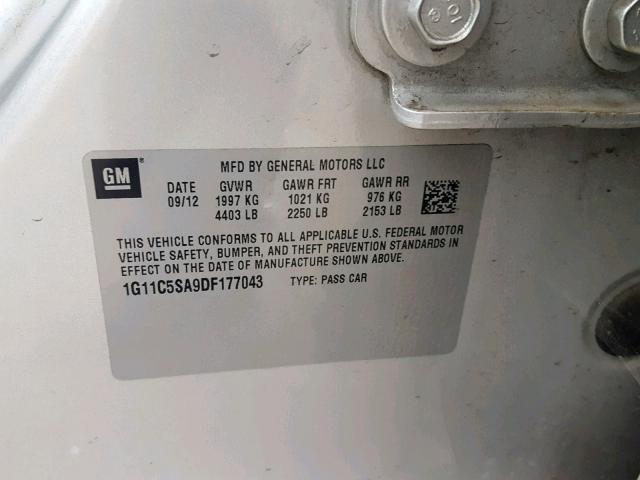 GM
MFD BY GENERAL MOTORS LLC
DATE GVWR GAWR FRT GAWR RR
09/12 1997 KG 1021 KG 976 KG
4403 LB 2250 LB 2153 LB
THIS VEHICLE CONFORMS TO ALL APPLICABLE U.S. FEDERAL MOTOR
VEHICLE SAFETY, BUMPER, AND THEFT PREVENTION STANDARDS IN
EFFECT ON THE DATE OF MANUFACTURE SHOWN ABOVE.
1G11C5SA9DF177043 TYPE: PASS CAR